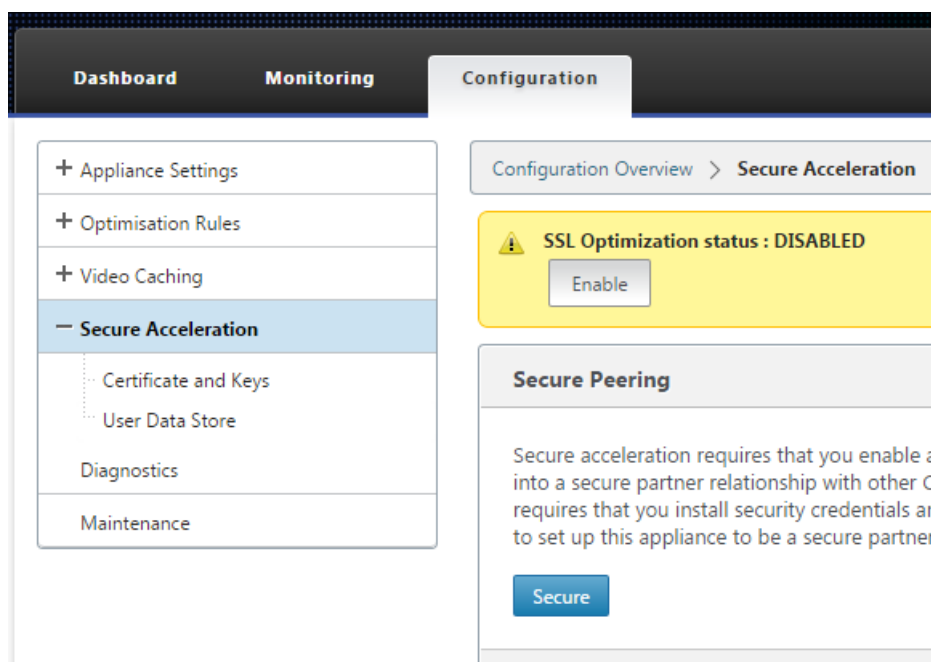 Dashboard Monitoring Configuration
+ Appliance Settings
+ Optimisation Rules
+ Video Caching
− Secure Acceleration
Certificate and Keys
User Data Store
Diagnostics
Maintenance
Configuration Overview > Secure Acceleration
SSL Optimization status : DISABLED
Enable
Secure Peering
Secure acceleration requires that you enable
into a secure partner relationship with other
requires that you install security credentials
to set up this appliance to be a secure partner
Secure